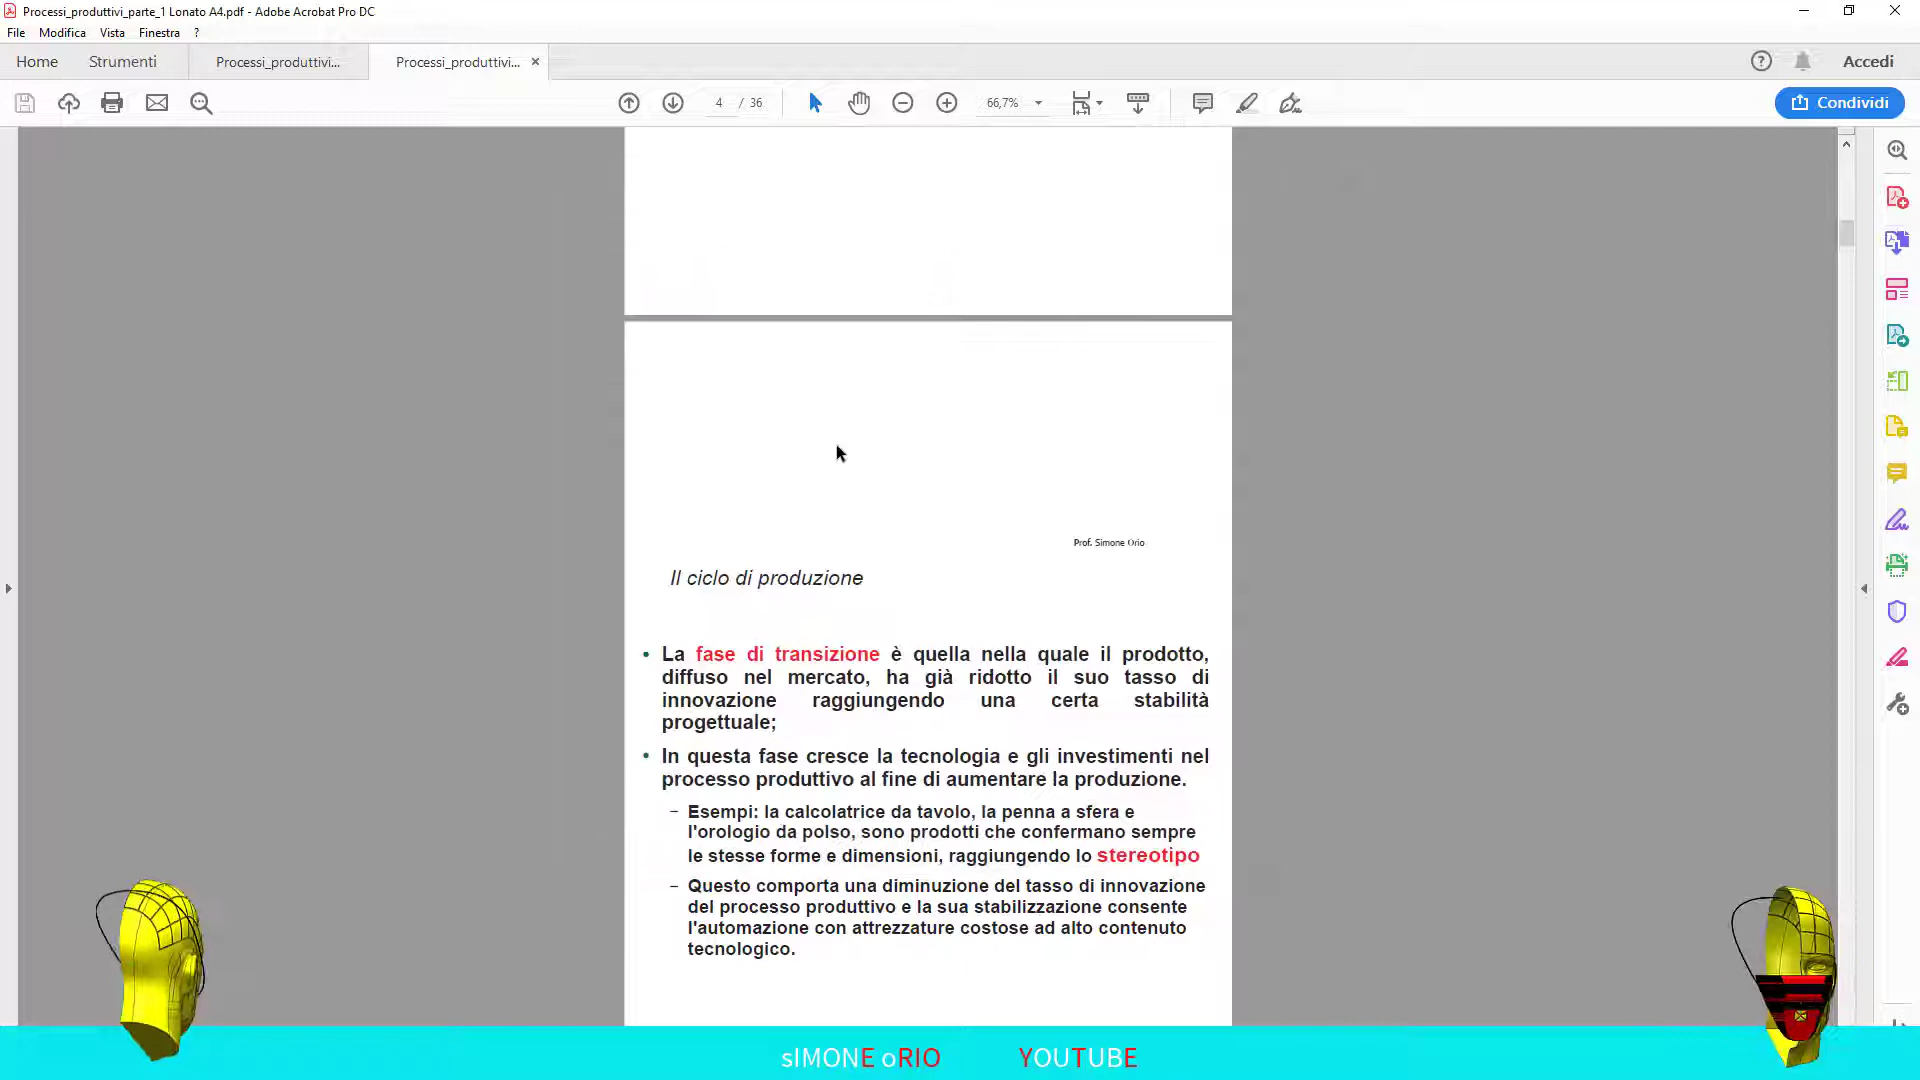 Processi_produttivi_parte_1 Lonato A4.pdf - Adobe Acrobat Pro DC
File Modifica Vista Finestra ?
Home Strumenti Processi_produttivi... Processi_produttivi... Accedi
4 / 36 66,7% Condividi
Prof. Simone Orio
Il ciclo di produzione
• La fase di transizione è quella nella quale il prodotto,
diffuso nel mercato, ha già ridotto il suo tasso di
innovazione raggiungendo una certa stabilità
progettuale;
• In questa fase cresce la tecnologia e gli investimenti nel
processo produttivo al fine di aumentare la produzione.
– Esempi: la calcolatrice da tavolo, la penna a sfera e
l'orologio da polso, sono prodotti che confermano sempre
le stesse forme e dimensioni, raggiungendo lo stereotipo
– Questo comporta una diminuzione del tasso di innovazione
del processo produttivo e la sua stabilizzazione consente
l'automazione con attrezzature costose ad alto contenuto
tecnologico.
sIMONE oRIO YOUTUBE